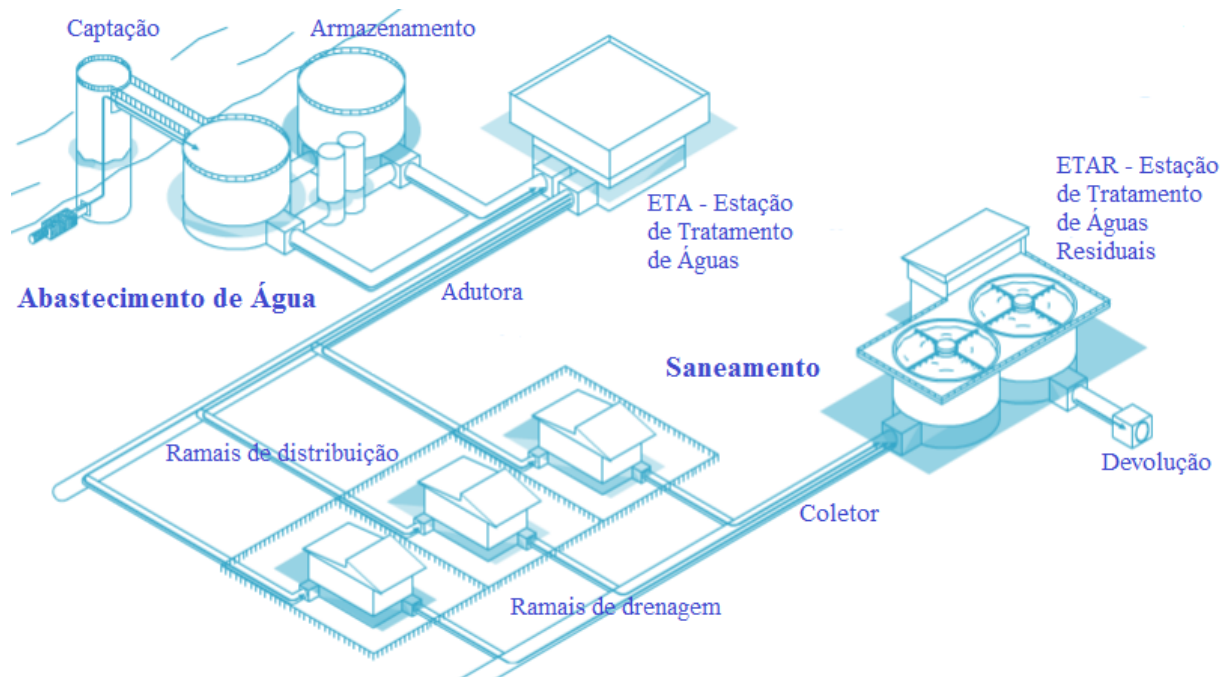 Captação
Armazenamento
ETAR - Estação
de Tratamento
de Águas
Residuais
ETA - Estação
de Tratamento
de Águas
Abastecimento de Água
Adutora
Saneamento
Ramais de distribuição
Devolução
Coletor
Ramais de drenagem